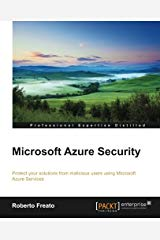 Professional Expertise Distilled
Microsoft Azure Security
Protect your solutions from malicious users using Microsoft
Azure Services
Roberto Freato
[PACKT] enterprise
PUBLISHING